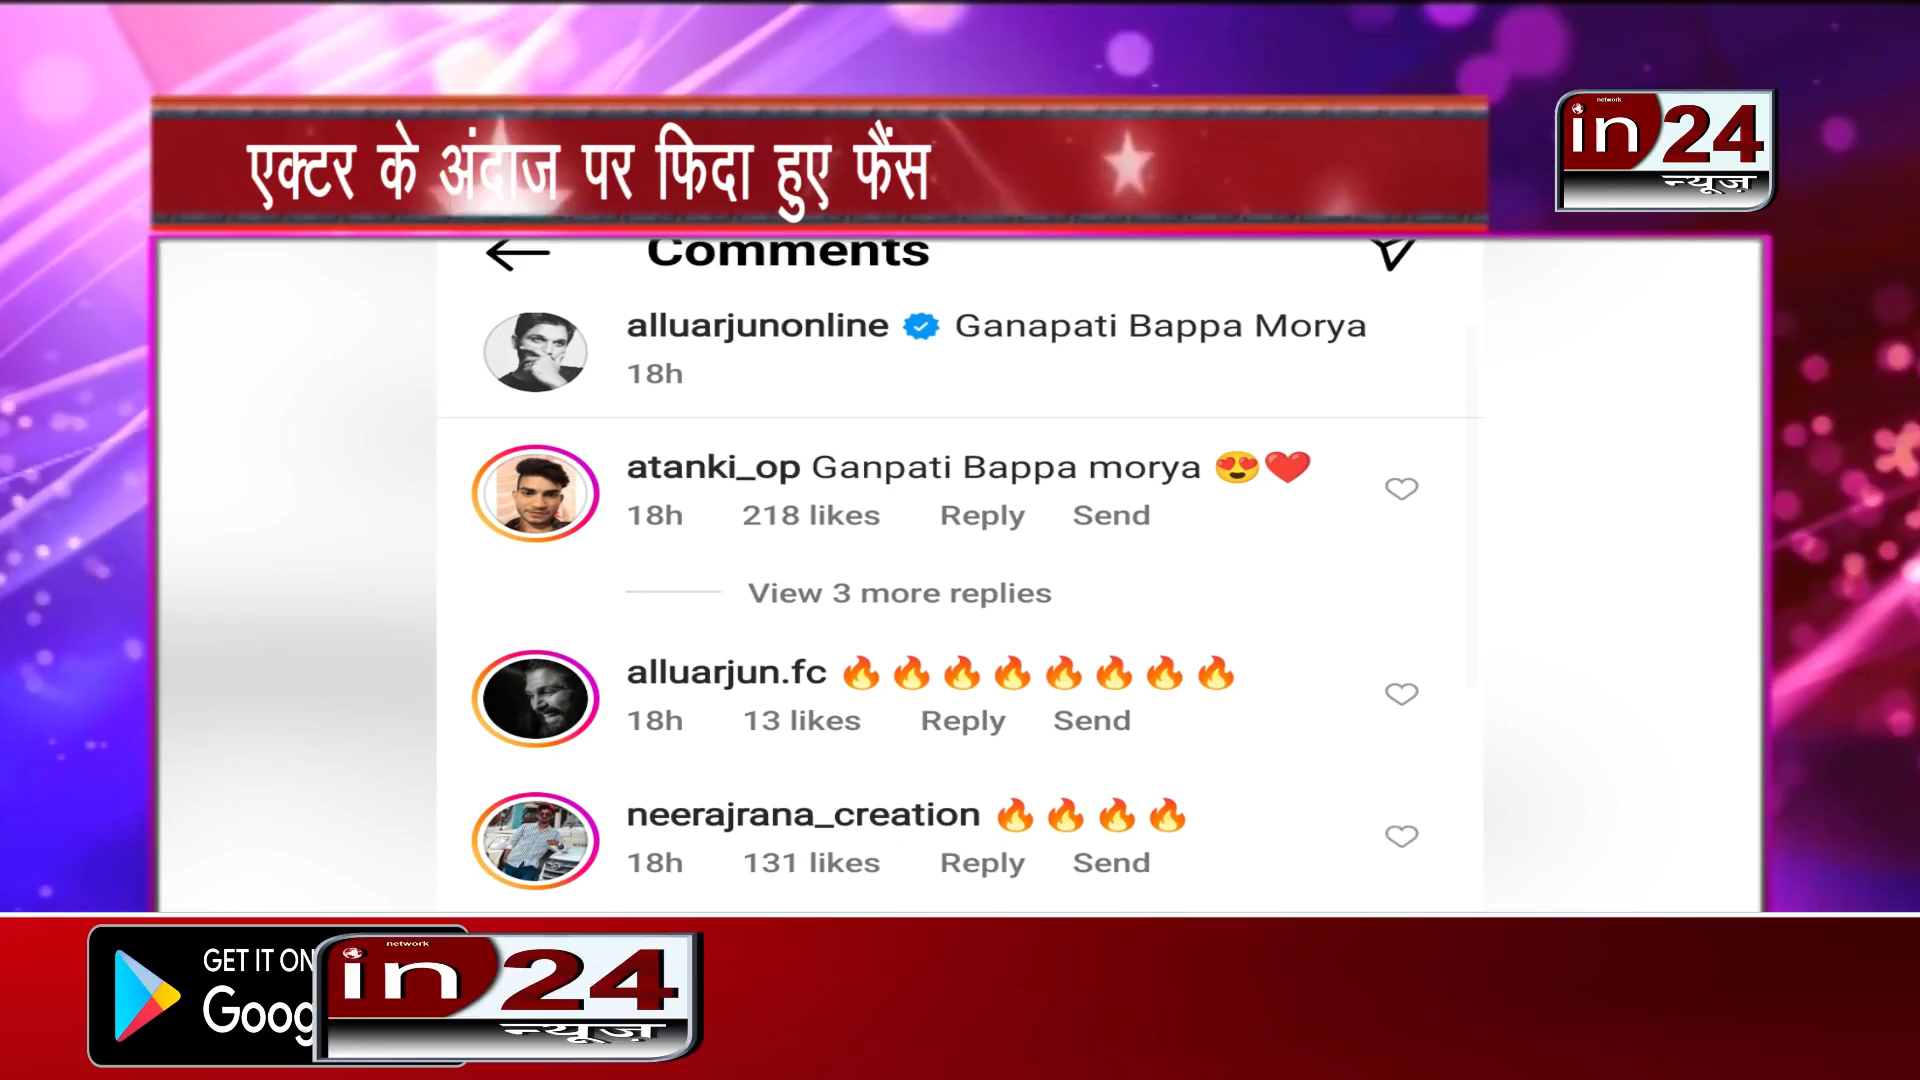 एक्टर के अंदाज पर फिदा हुए फैंस
network
in 24
न्यूज़
Comments
alluarjunonline Ganapati Bappa Morya
18h
atanki_op Ganpati Bappa morya 😍❤️
18h 218 likes Reply Send
View 3 more replies
alluarjun.fc 🔥🔥🔥🔥🔥🔥🔥🔥
18h 13 likes Reply Send
neerajrana_creation 🔥🔥🔥🔥
18h 131 likes Reply Send
GET IT ON
Goog
network
in 24
न्यूज़